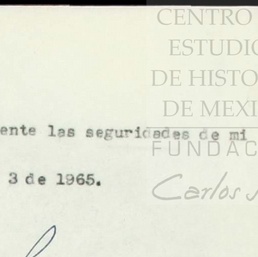 CENTRO
ESTUDIO
DE HISTO
DE MEXI
FUNDAC
Carlos
ente las seguridades de mi
3 de 1965.